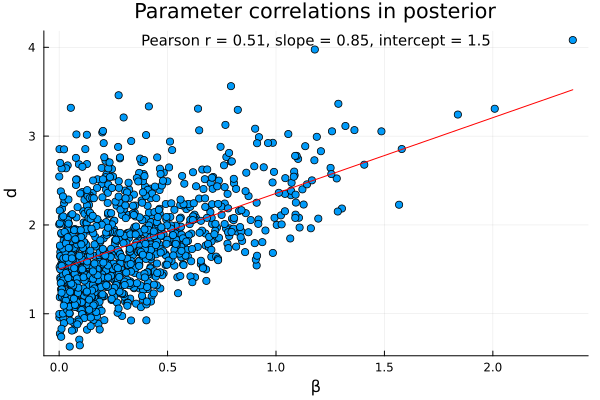 Parameter correlations in posterior
Pearson r = 0.51, slope = 0.85, intercept = 1.5
4
3
2
1
d
0.0 0.5 1.0 1.5 2.0
β